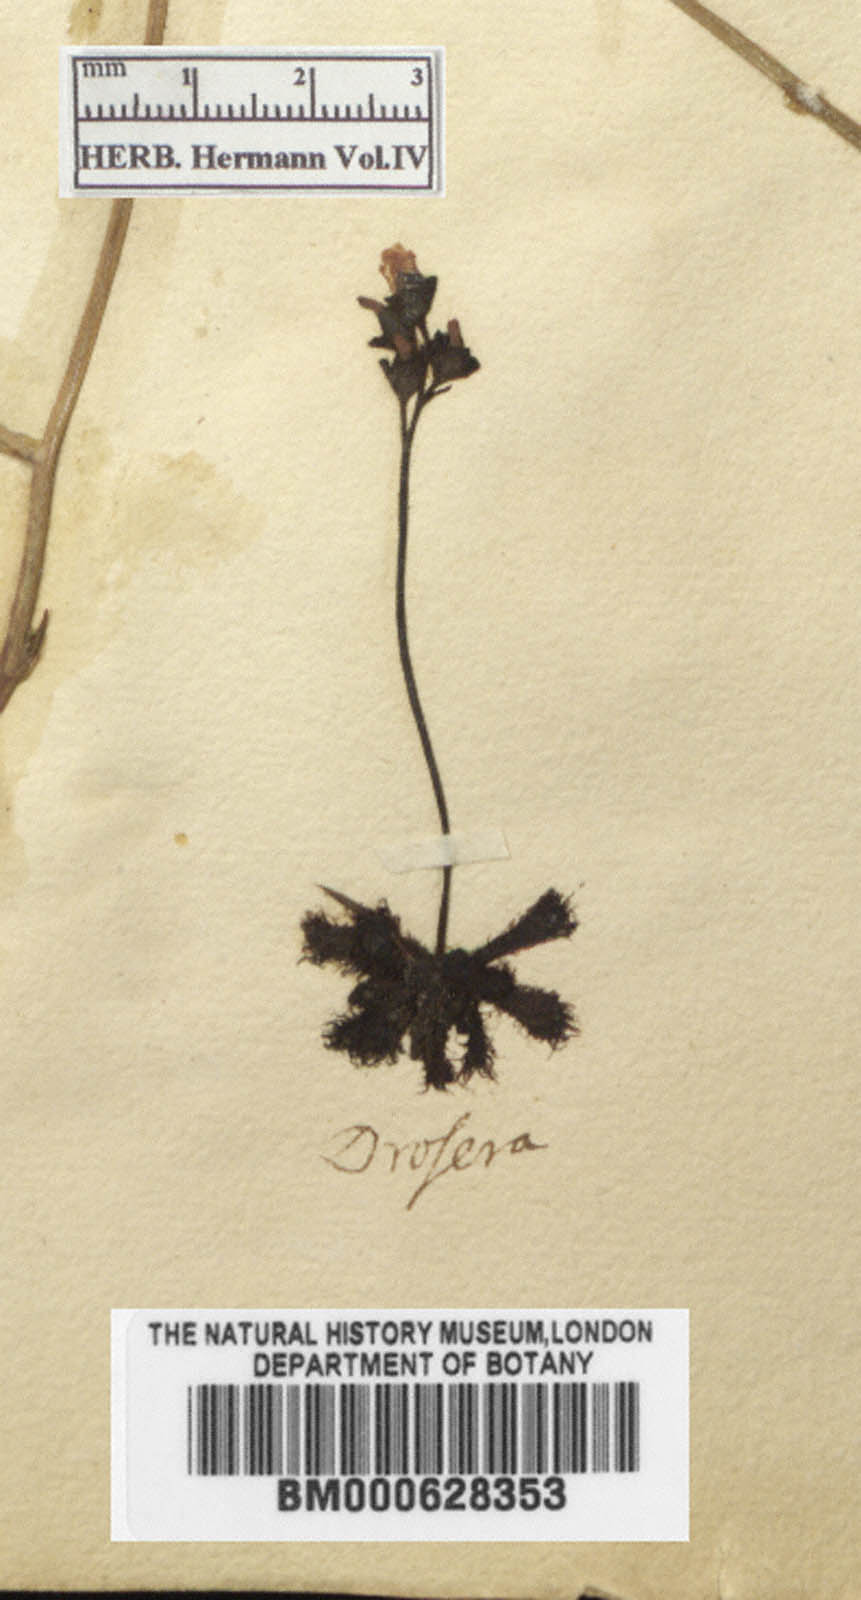 mm 1 2 3
HERB. Hermann Vol.IV
Droſera
THE NATURAL HISTORY MUSEUM,LONDON
DEPARTMENT OF BOTANY
BM000628353